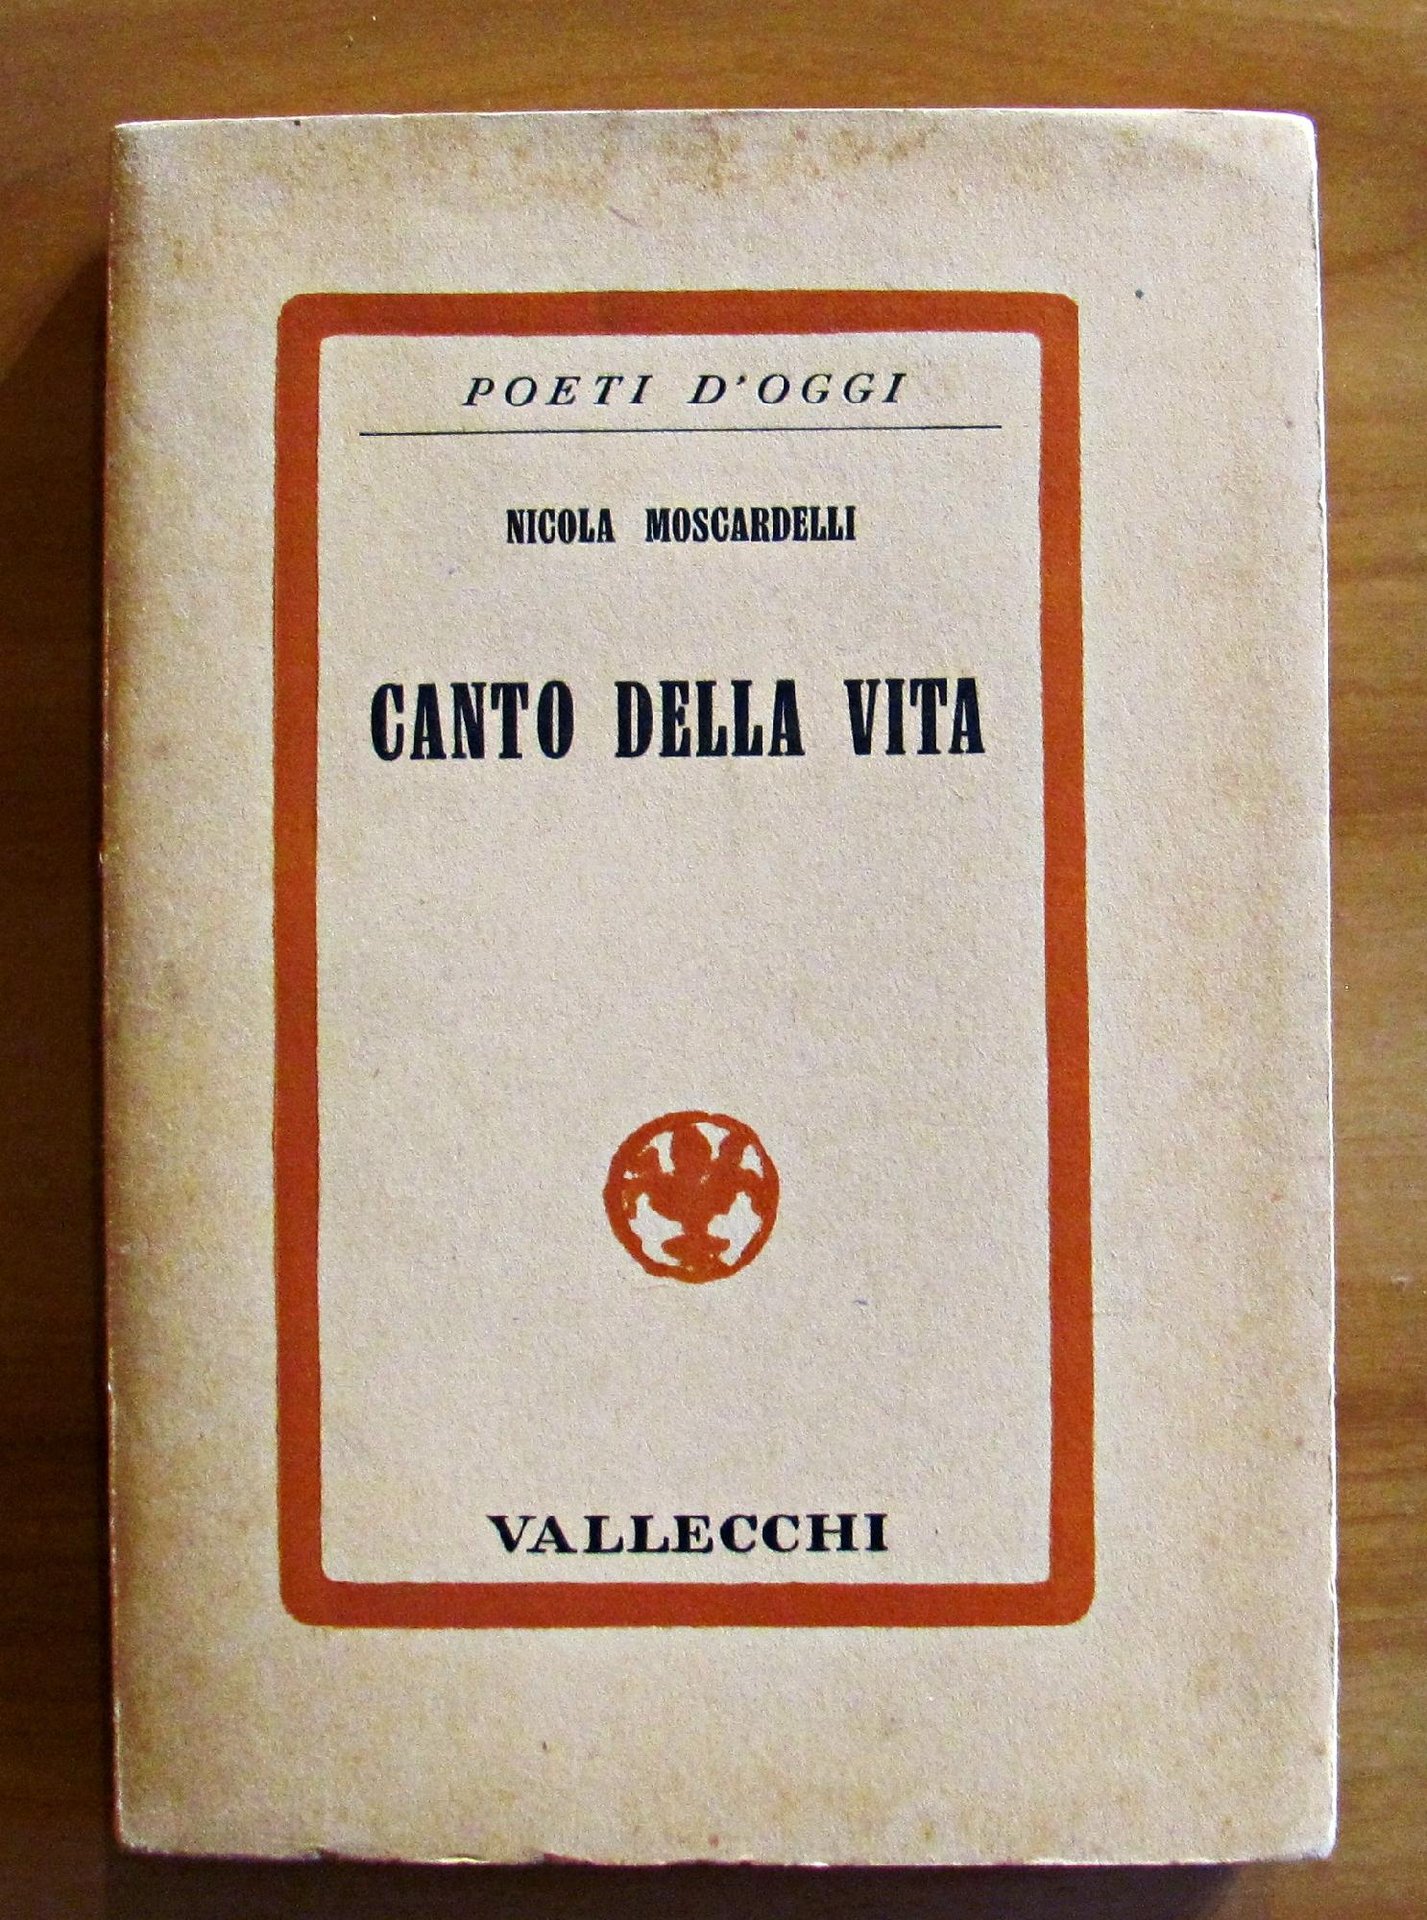 POETI D'OGGI
NICOLA MOSCARDELLI
CANTO DELLA VITA
VALLECCHI